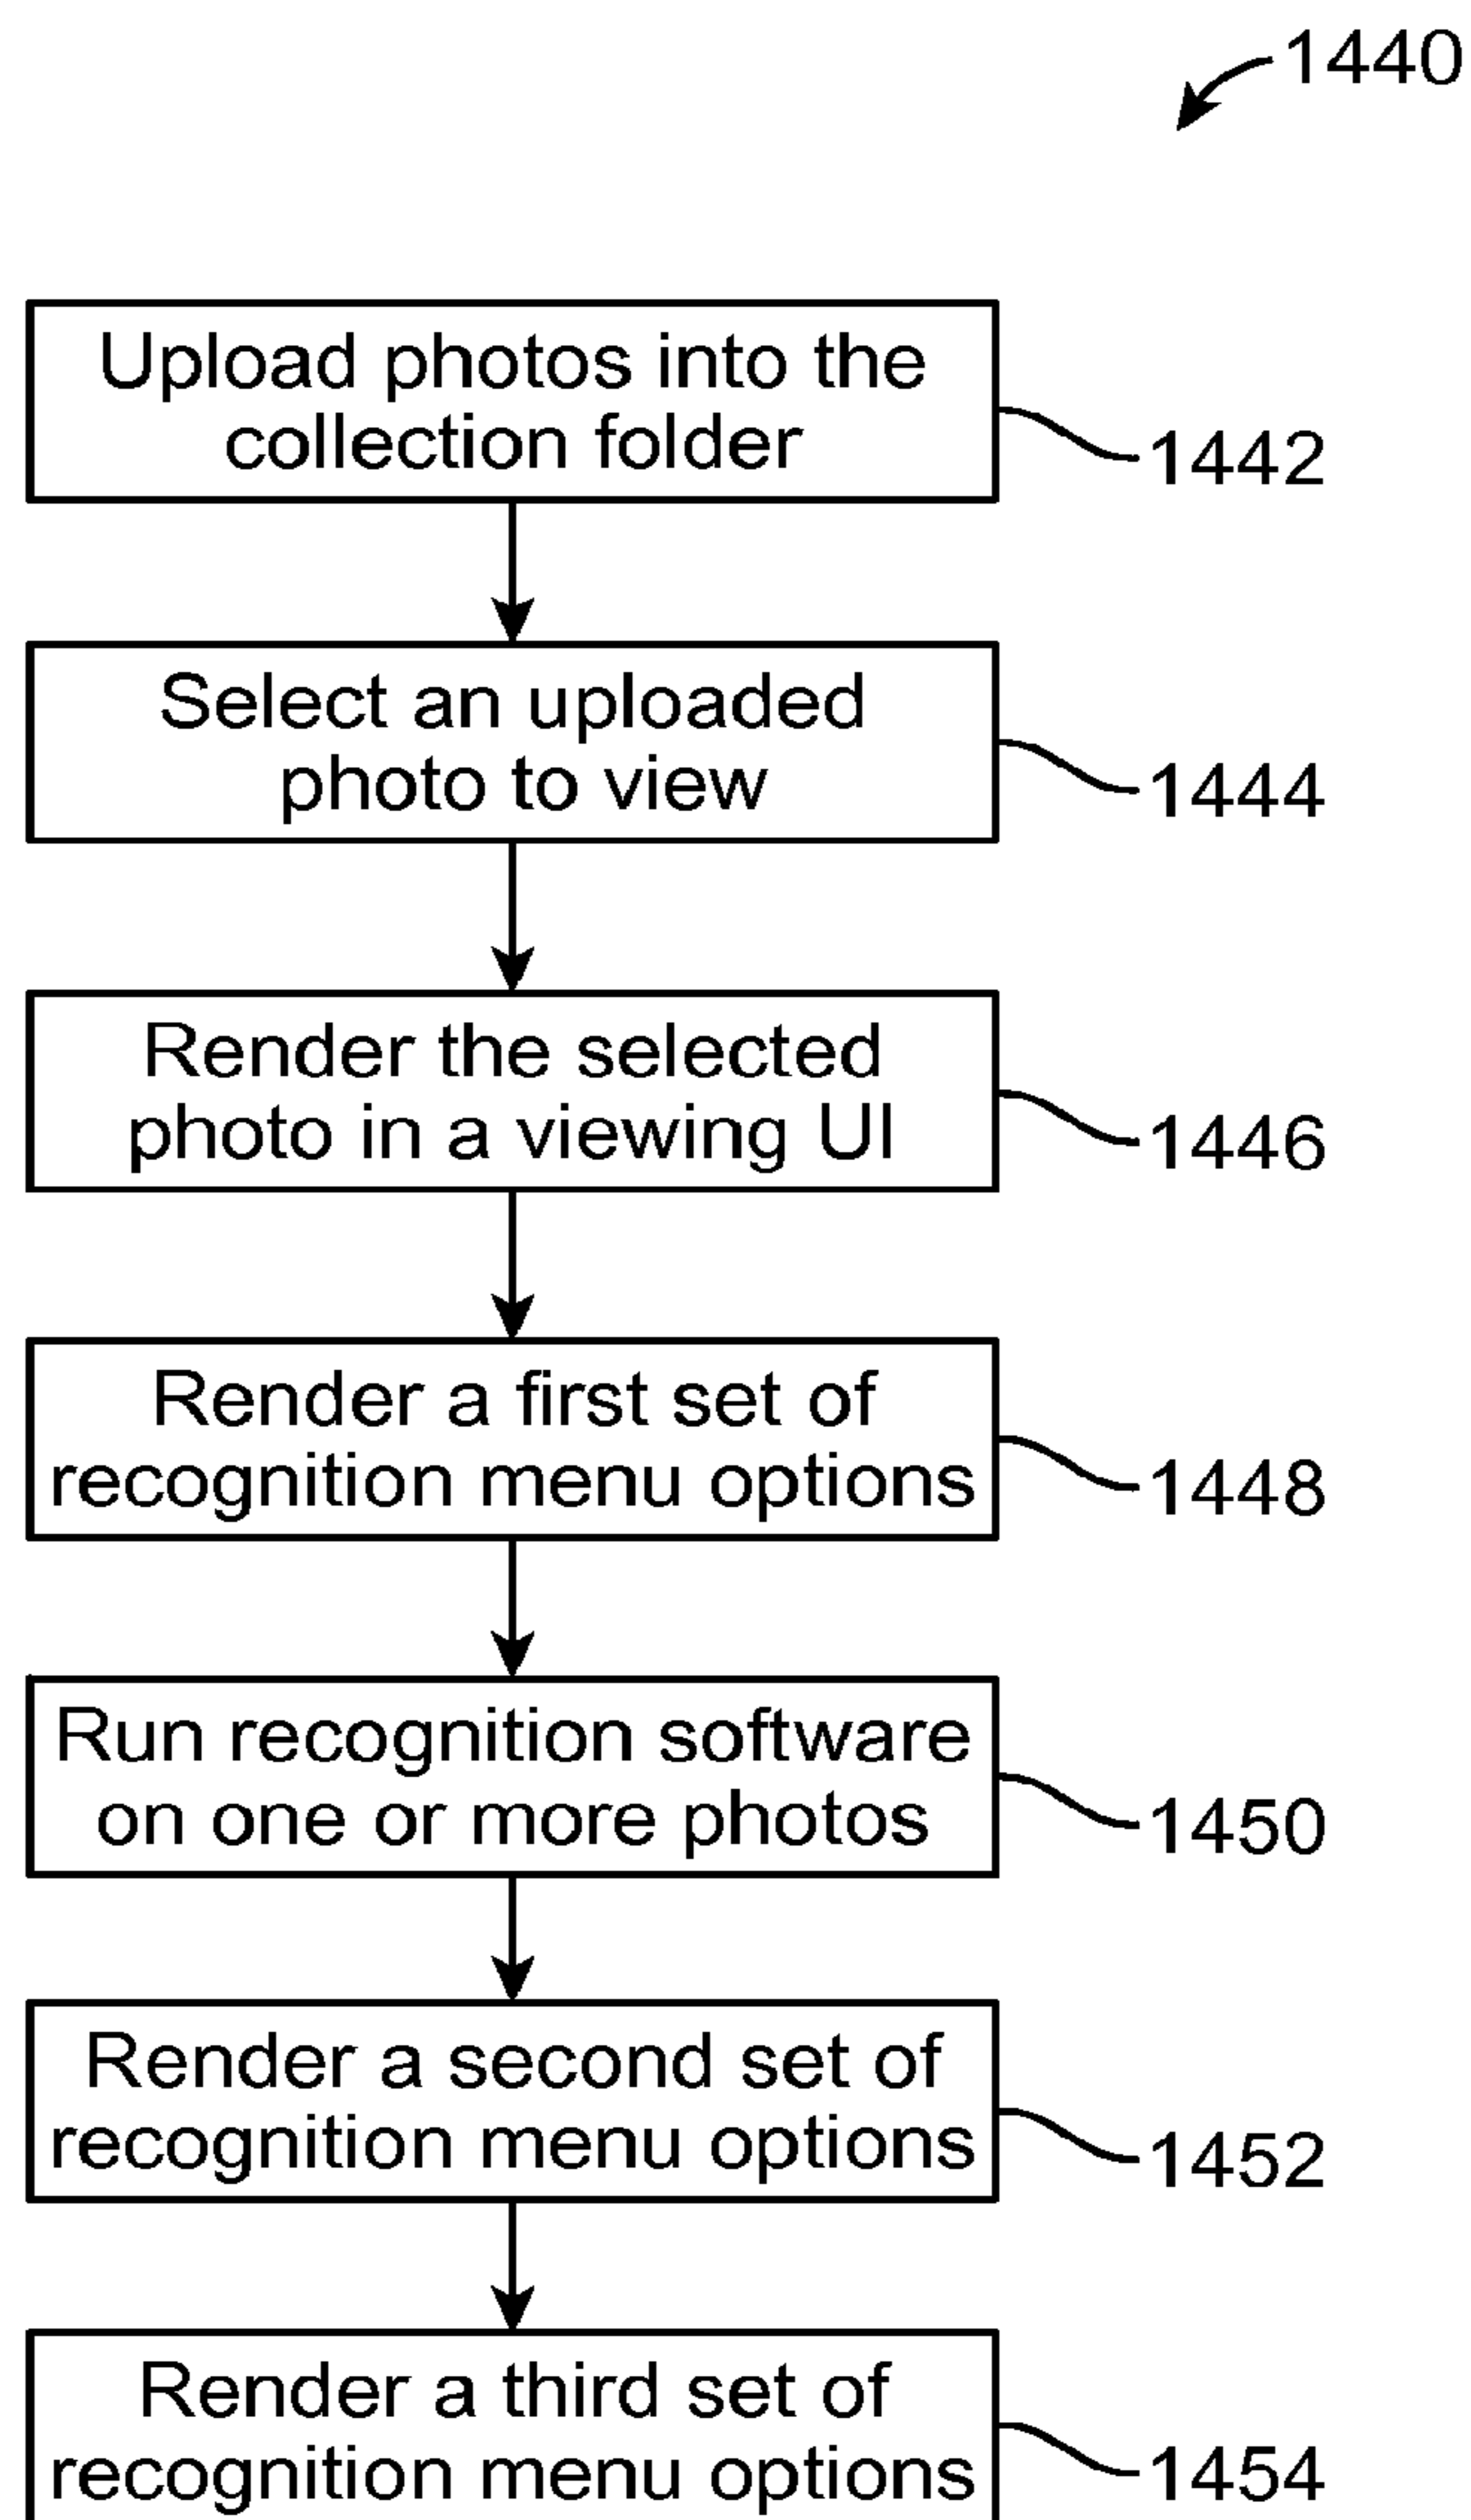 1440
Upload photos into the
collection folder
1442
Select an uploaded
photo to view
1444
Render the selected
photo in a viewing UI
1446
Render a first set of
recognition menu options
1448
Run recognition software
on one or more photos
1450
Render a second set of
recognition menu options
1452
Render a third set of
recognition menu options
1454